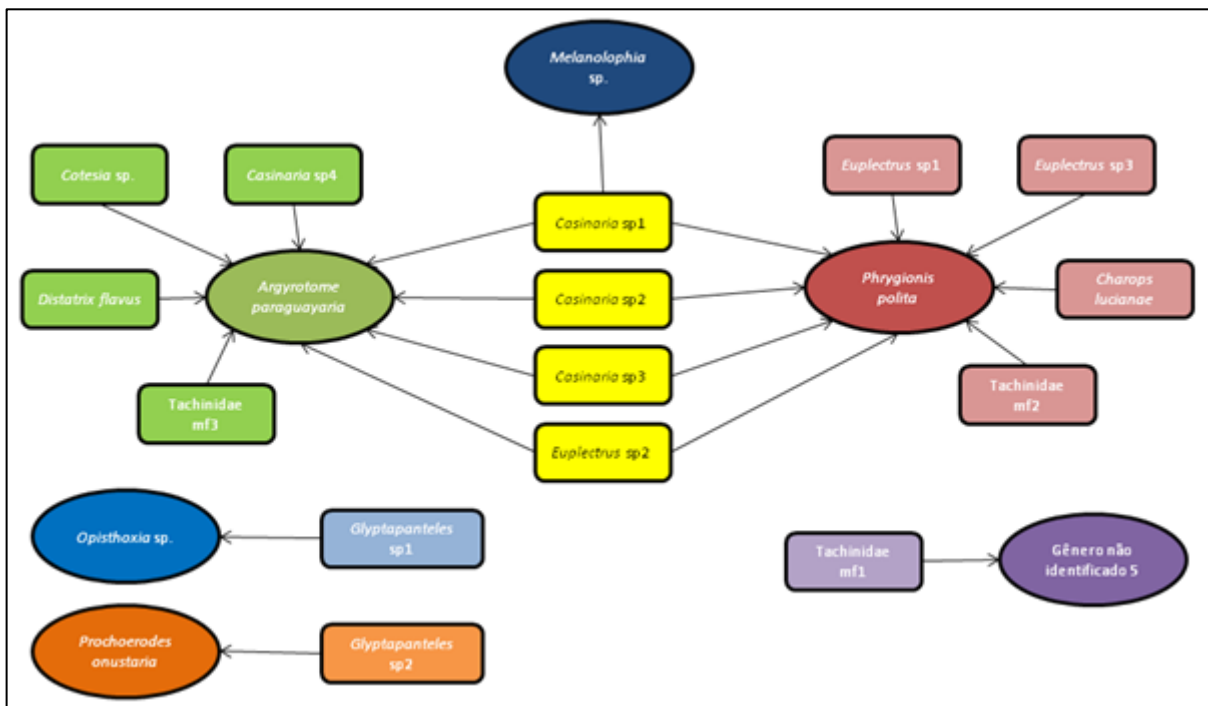 Melanolophia
sp.
Cotesia sp.
Casinaria sp4
Euplectrus sp1
Euplectrus sp3
Casinaria sp1
Distatrix flavus
Argyrotome
paraguayaria
Casinaria sp2
Phrygionis
polita
Charops
lucianae
Casinaria sp3
Tachinidae
mf3
Tachinidae
mf2
Euplectrus sp2
Opisthoxia sp.
Glyptapanteles
sp1
Tachinidae
mf1
Gênero não
identificado 5
Prochoerodes
onustaria
Glyptapanteles
sp2